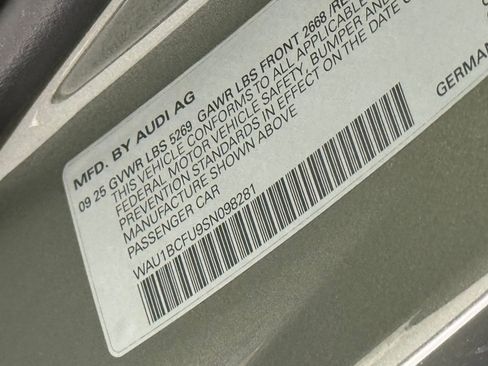 MFD. BY AUDI AG
09 25 GVWR LBS 5269 GAWR LBS FRONT 2668 /RE
THIS VEHICLE CONFORMS TO ALL APPLICABLE
FEDERAL MOTOR VEHICLE SAFETY, BUMPER AND
PREVENTION STANDARDS IN EFFECT ON THE DATE O
MANUFACTURE SHOWN ABOVE
PASSENGER CAR
WAU1BCFU9SN098281
GERMAN